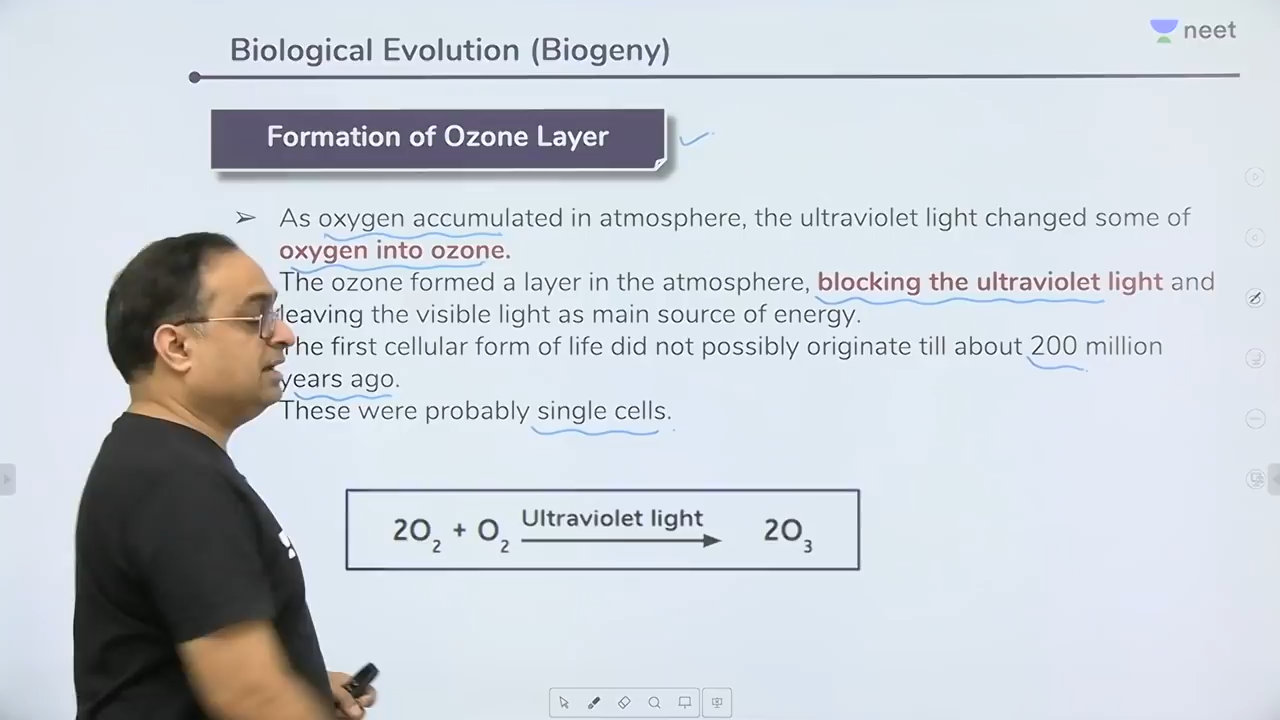 Biological Evolution (Biogeny)
neet
Formation of Ozone Layer
➢ As oxygen accumulated in atmosphere, the ultraviolet light changed some of
oxygen into ozone.
The ozone formed a layer in the atmosphere, blocking the ultraviolet light and
leaving the visible light as main source of energy.
The first cellular form of life did not possibly originate till about 200 million
years ago.
These were probably single cells.
2O₂ + O₂ Ultraviolet light → 2O₃